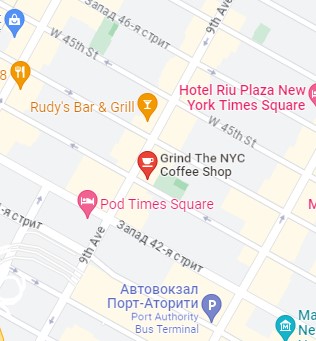 Запад 46-я стрит
9th Ave
W 45th St
8
Rudy's Bar & Grill
Hotel Riu Plaza New
York Times Square
W 45th St
Grind The NYC
Coffee Shop
Pod Times Square
-я стрит
Запад 42-я стрит
9th Ave
Автовокзал
Порт-Аторити
Port Authority
Bus Terminal
P
M
Ma
Ne
N